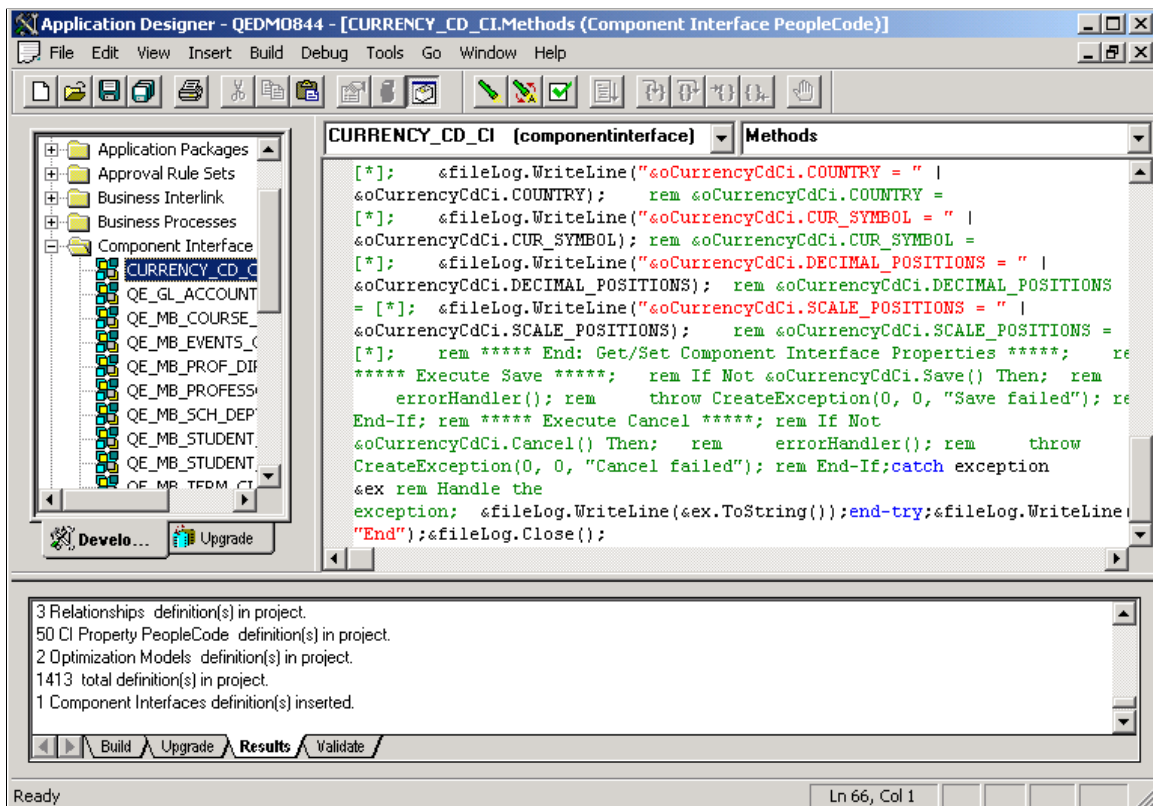 Application Designer - QEDMO844 - [CURRENCY_CD_CI.Methods (Component Interface PeopleCode)]
File Edit View Insert Build Debug Tools Go Window Help
Application Packages
Approval Rule Sets
Business Interlink
Business Processes
Component Interface
CURRENCY_CD_C
QE_GL_ACCOUNT
QE_MB_COURSE_
QE_MB_EVENTS_C
QE_MB_PROF_DIR
QE_MB_PROFESSO
QE_MB_SCH_DEP
QE_MB_STUDENT_
QE_MB_STUDENT_
QE_MB_TERM_CI
Develo...
Upgrade
CURRENCY_CD_CI (componentinterface)
Methods
[*]; &fileLog.WriteLine("&oCurrencyCdCi.COUNTRY = " |
&oCurrencyCdCi.COUNTRY); rem &oCurrencyCdCi.COUNTRY =
[*]; &fileLog.WriteLine("&oCurrencyCdCi.CUR_SYMBOL = " |
&oCurrencyCdCi.CUR_SYMBOL); rem &oCurrencyCdCi.CUR_SYMBOL =
[*]; &fileLog.WriteLine("&oCurrencyCdCi.DECIMAL_POSITIONS = " |
&oCurrencyCdCi.DECIMAL_POSITIONS); rem &oCurrencyCdCi.DECIMAL_POSITIONS
= [*]; &fileLog.WriteLine("&oCurrencyCdCi.SCALE_POSITIONS = " |
&oCurrencyCdCi.SCALE_POSITIONS); rem &oCurrencyCdCi.SCALE_POSITIONS =
[*]; rem ***** End: Get/Set Component Interface Properties *****; re
***** Execute Save *****; rem If Not &oCurrencyCdCi.Save() Then; rem
errorHandler(); rem throw CreateException(0, 0, "Save failed"); re
End-If; rem ***** Execute Cancel *****; rem If Not
&oCurrencyCdCi.Cancel() Then; rem errorHandler(); rem throw
CreateException(0, 0, "Cancel failed"); rem End-If;catch exception
&ex rem Handle the
exception; &fileLog.WriteLine(&ex.ToString());end-try;&fileLog.WriteLine(
"End");&fileLog.Close();
3 Relationships definition(s) in project.
50 CI Property PeopleCode definition(s) in project.
2 Optimization Models definition(s) in project.
1413 total definition(s) in project.
1 Component Interfaces definition(s) inserted.
Build Upgrade Results Validate
Ready
Ln 66, Col 1